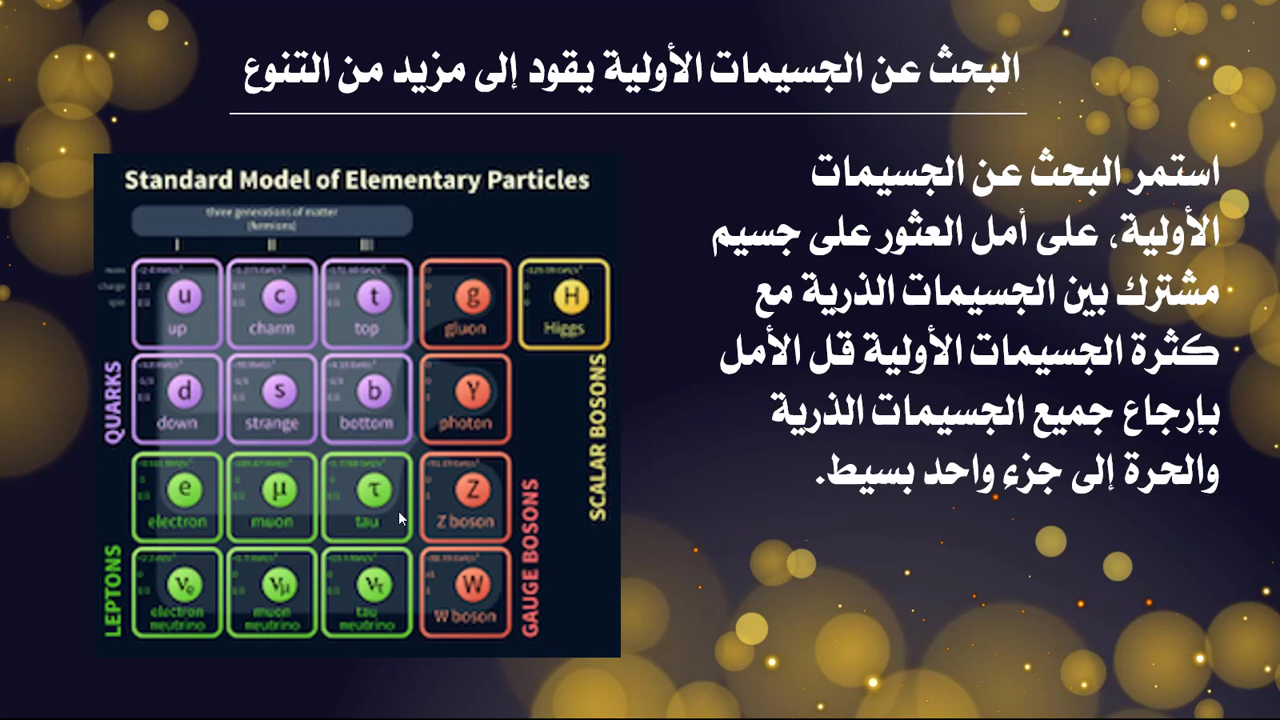 البحث عن الجسيمات الأولية يقود إلى مزيد من التنوع
استمر البحث عن الجسيمات
الأولية، على أمل العثور على جسيم
مشترك بين الجسيمات الذرية مع
كثرة الجسيمات الأولية قل الأمل
بإرجاع جميع الجسيمات الذرية
والحرة إلى جزء واحد بسيط.
Standard Model of Elementary Particles
three generations of matter
(fermions)
I II III
mass
charge
spin
u c t g H
up charm top gluon Higgs
QUARKS
d s b γ
down strange bottom photon
SCALAR BOSONS
e μ τ Z
electron muon tau Z boson
LEPTONS
νe νμ ντ W
electron neutrino muon neutrino tau neutrino W boson
GAUGE BOSONS